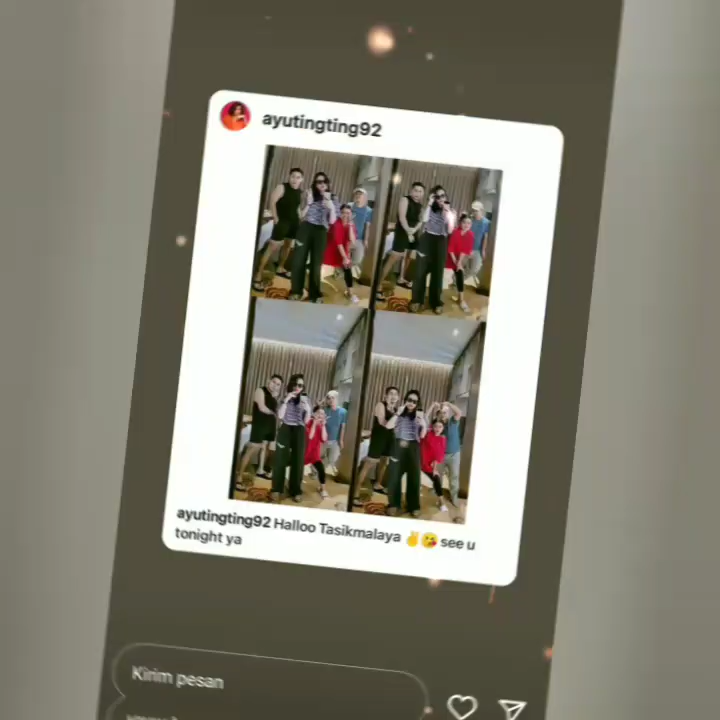 ayutingting92
ayutingting92 Halloo Tasikmalaya ✌️😘 see u
tonight ya
Kirim pesan